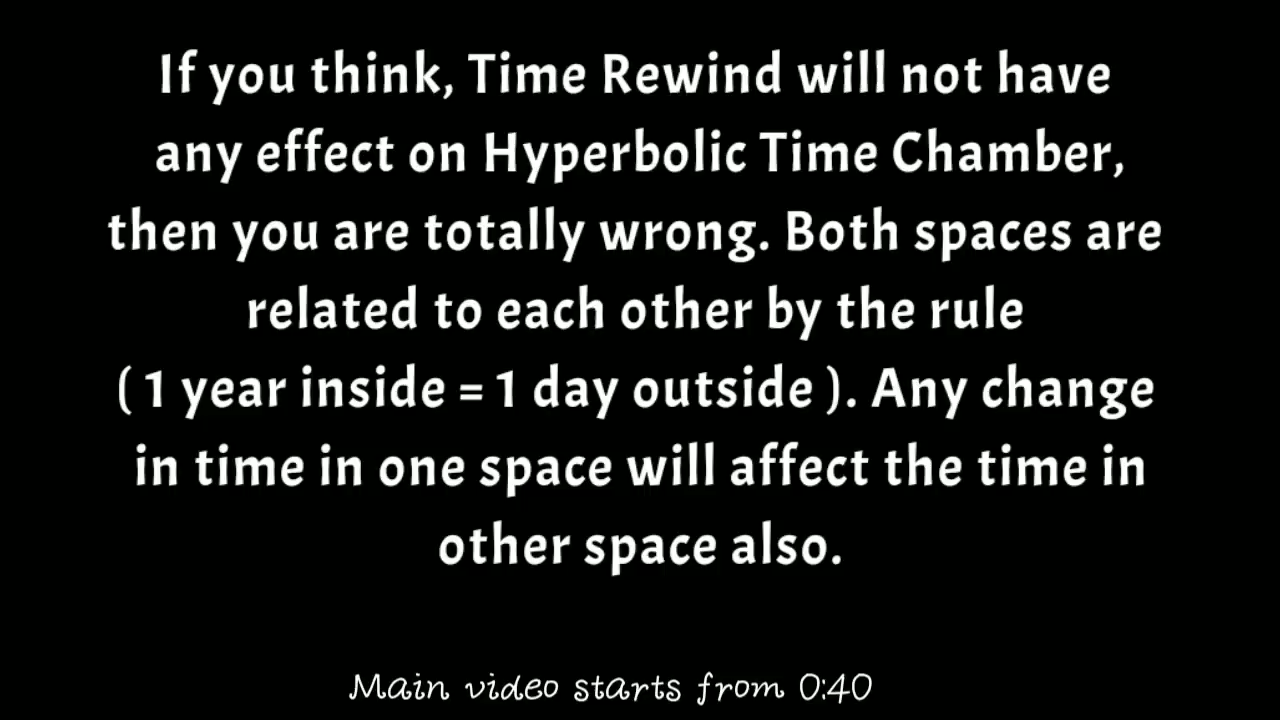 If you think, Time Rewind will not have
any effect on Hyperbolic Time Chamber,
then you are totally wrong. Both spaces are
related to each other by the rule
( 1 year inside = 1 day outside ). Any change
in time in one space will affect the time in
other space also.
Main video starts from 0:40